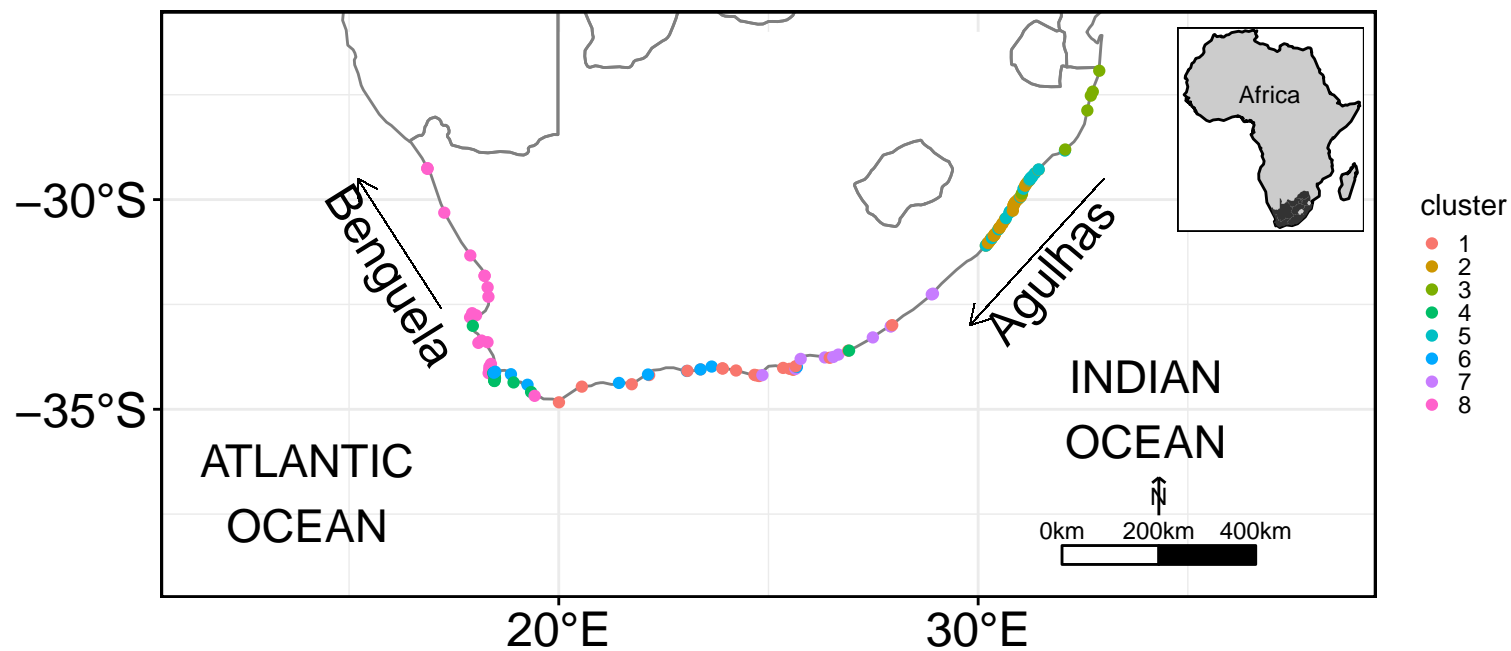 Africa
−30°S
−35°S
Benguela
Agulhas
ATLANTIC
OCEAN
INDIAN
OCEAN
N
0km 200km 400km
20°E 30°E
cluster
1
2
3
4
5
6
7
8